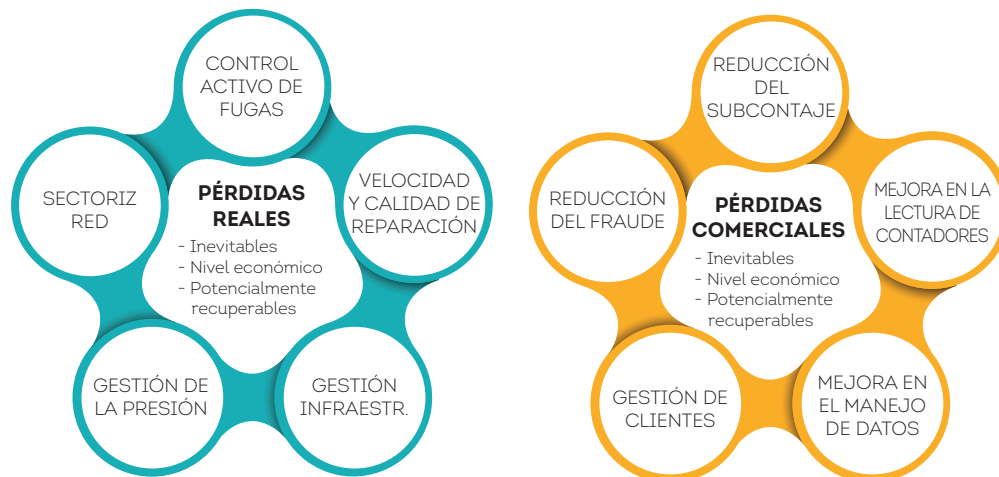 CONTROL
ACTIVO DE
FUGAS
SECTORIZ
RED
PÉRDIDAS
REALES
- Inevitables
- Nivel económico
- Potencialmente
recuperables
VELOCIDAD
Y CALIDAD DE
REPARACIÓN
GESTIÓN DE
LA PRESIÓN
GESTIÓN
INFRAESTR.
REDUCCIÓN
DEL
SUBCONTAJE
REDUCCIÓN
DEL FRAUDE
PÉRDIDAS
COMERCIALES
- Inevitables
- Nivel económico
- Potencialmente
recuperables
MEJORA EN LA
LECTURA DE
CONTADORES
GESTIÓN DE
CLIENTES
MEJORA EN
EL MANEJO
DE DATOS